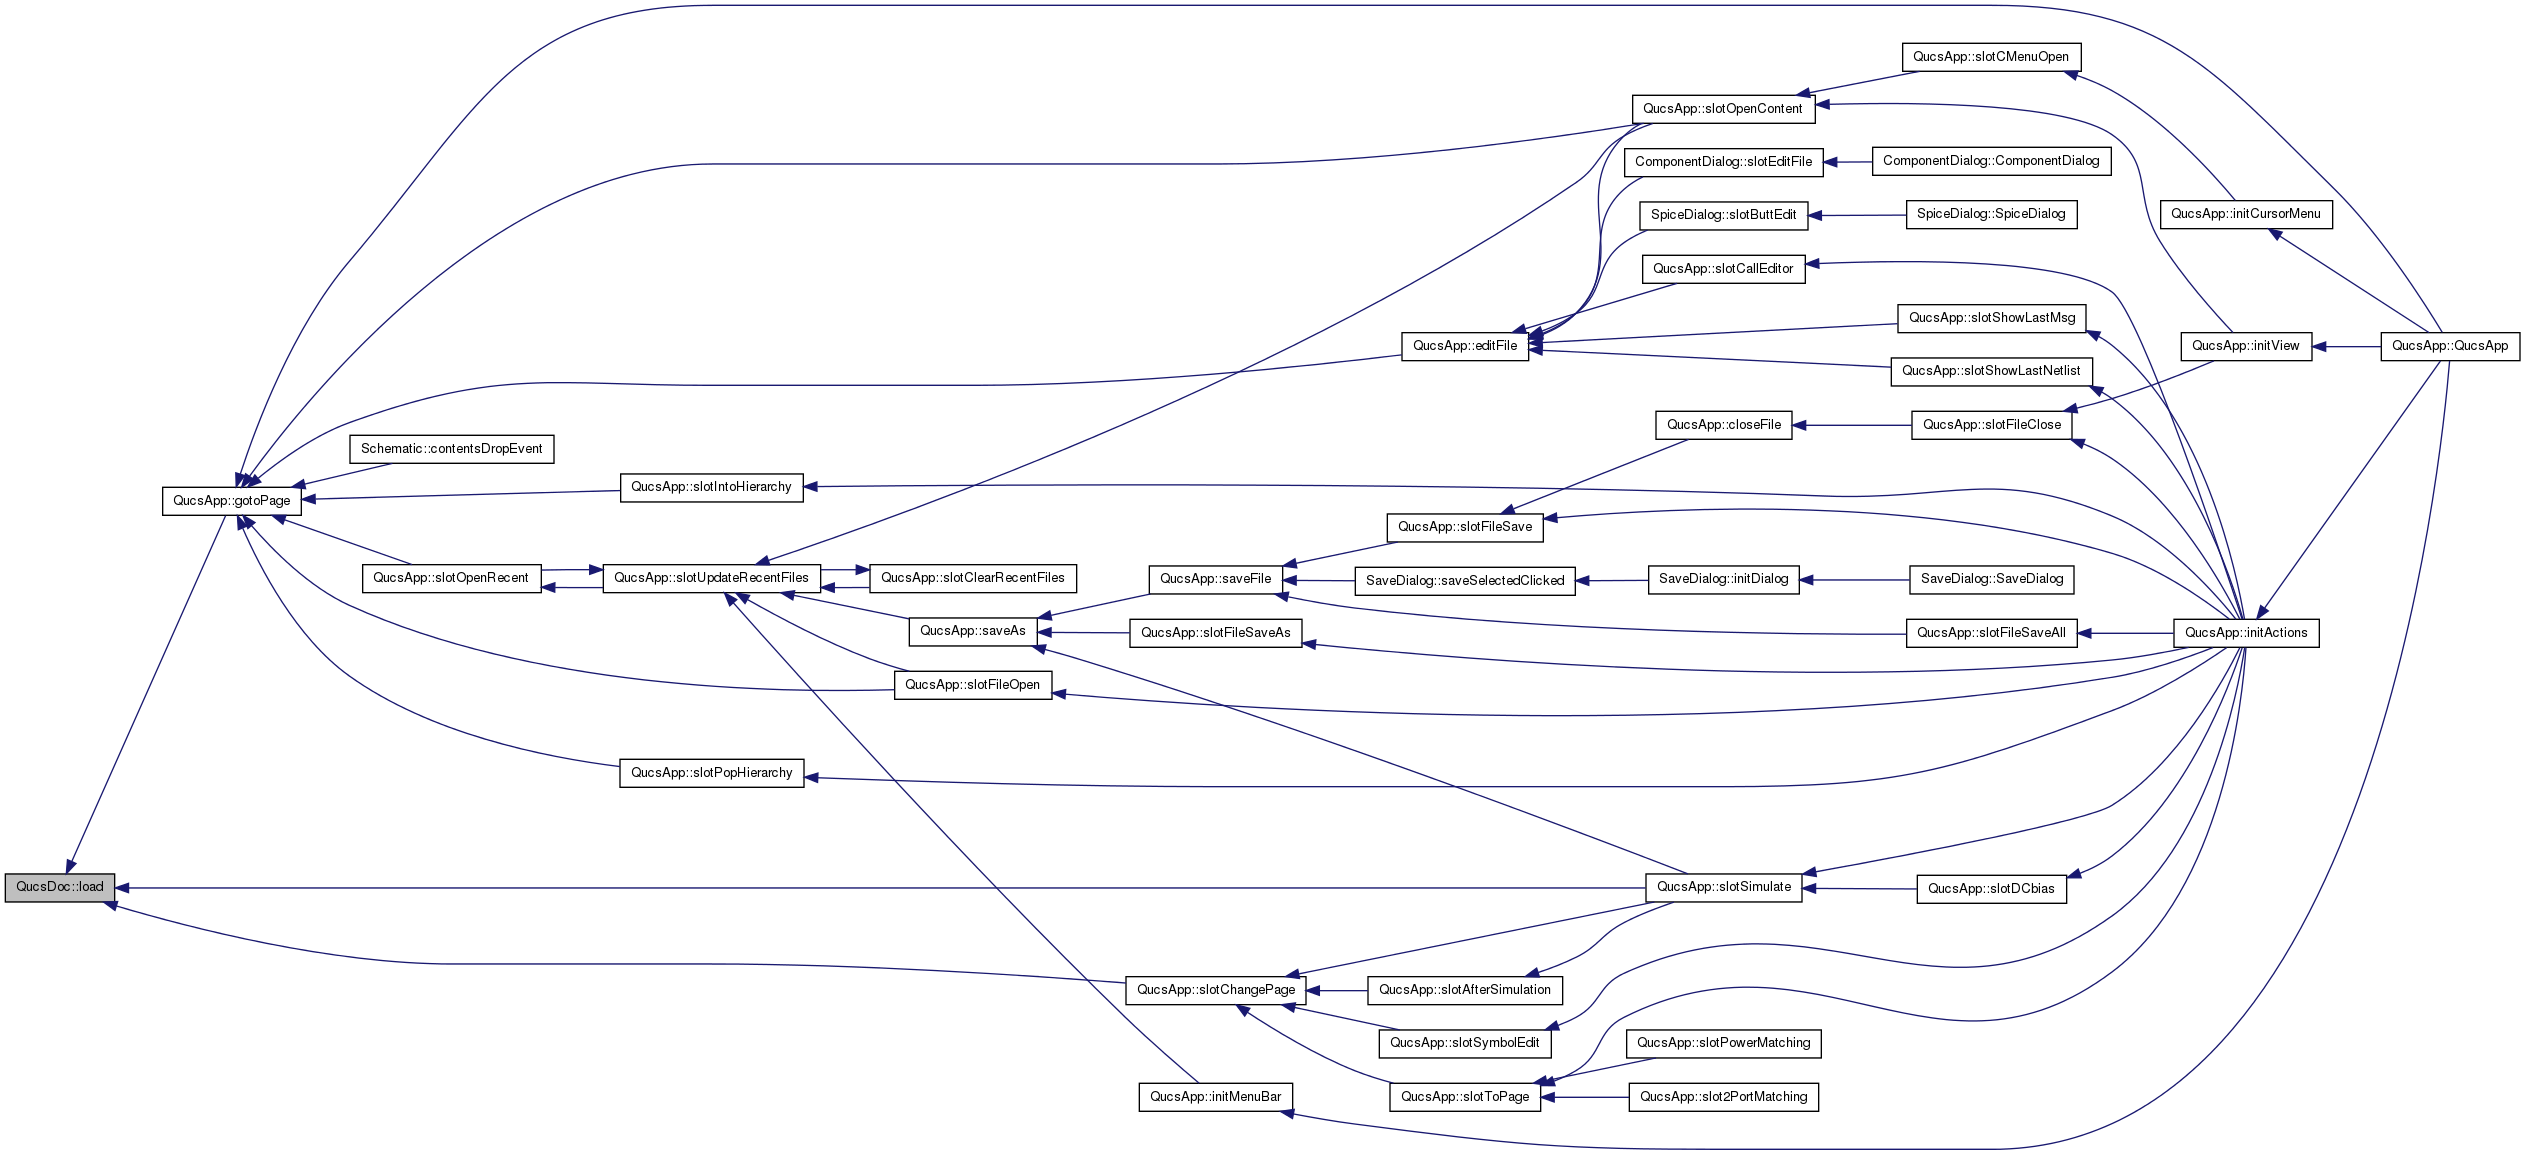 QucsApp::slotCMenuOpen
QucsApp::slotOpenContent
ComponentDialog::slotEditFile
ComponentDialog::ComponentDialog
SpiceDialog::slotButtEdit
SpiceDialog::SpiceDialog
QucsApp::initCursorMenu
QucsApp::slotCallEditor
QucsApp::slotShowLastMsg
QucsApp::editFile
QucsApp::initView
QucsApp::QucsApp
QucsApp::slotShowLastNetlist
QucsApp::closeFile
QucsApp::slotFileClose
Schematic::contentsDropEvent
QucsApp::slotIntoHierarchy
QucsApp::gotoPage
QucsApp::slotFileSave
QucsApp::slotOpenRecent
QucsApp::slotUpdateRecentFiles
QucsApp::slotClearRecentFiles
QucsApp::saveFile
SaveDialog::saveSelectedClicked
SaveDialog::initDialog
SaveDialog::SaveDialog
QucsApp::saveAs
QucsApp::slotFileSaveAs
QucsApp::slotFileSaveAll
QucsApp::initActions
QucsApp::slotFileOpen
QucsApp::slotPopHierarchy
QucsDoc::load
QucsApp::slotSimulate
QucsApp::slotDCbias
QucsApp::slotChangePage
QucsApp::slotAfterSimulation
QucsApp::slotSymbolEdit
QucsApp::slotPowerMatching
QucsApp::initMenuBar
QucsApp::slotToPage
QucsApp::slot2PortMatching